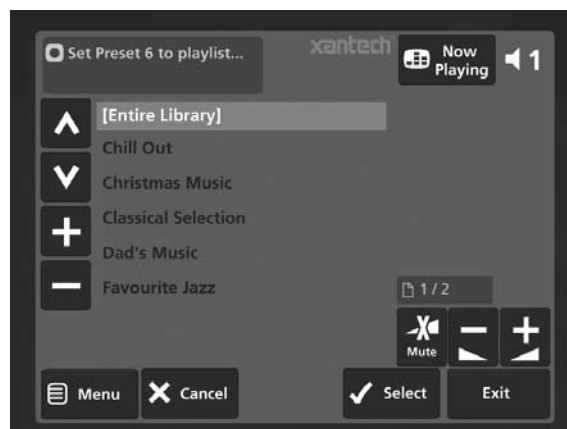 Set Preset 6 to playlist...
xantech
Now
Playing
1
[Entire Library]
Chill Out
Christmas Music
Classical Selection
Dad's Music
Favourite Jazz
1 / 2
Mute
Menu
Cancel
Select
Exit